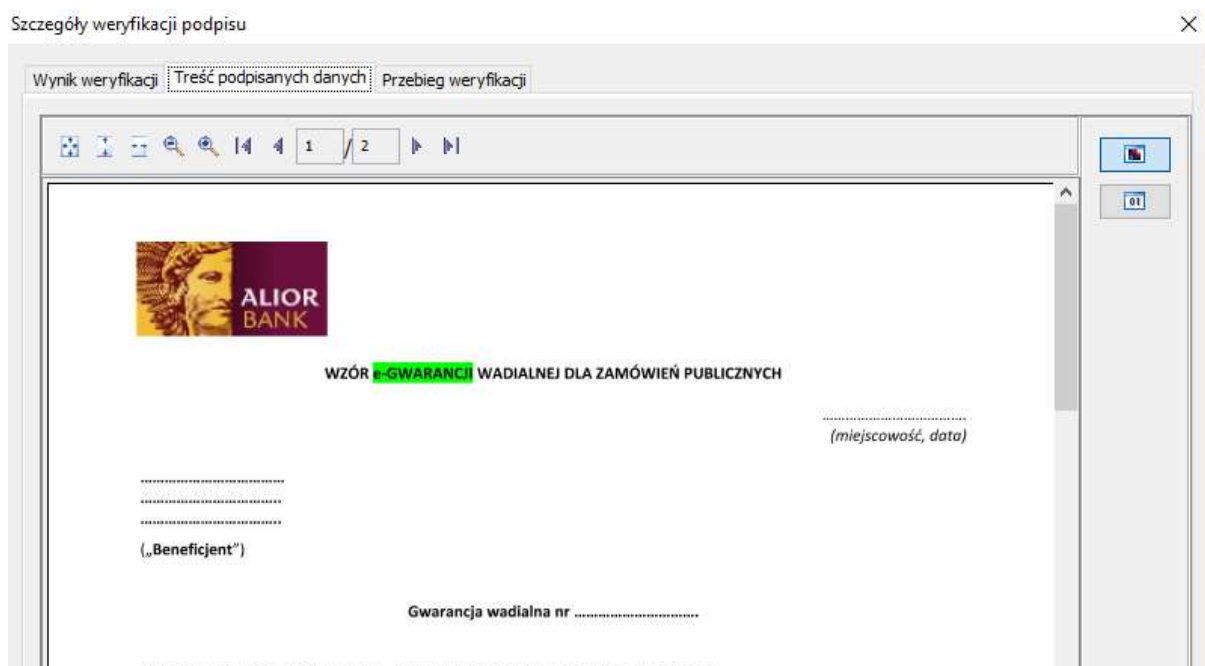 Szczegóły weryfikacji podpisu
Wynik weryfikacji Treść podpisanych danych Przebieg weryfikacji
1 / 2
01
ALIOR
BANK
WZÓR e-GWARANCJI WADIALNEJ DLA ZAMÓWIEŃ PUBLICZNYCH
......................................
(miejscowość, data)
......................................
......................................
......................................
(„Beneficjent”)
Gwarancja wadialna nr ................................